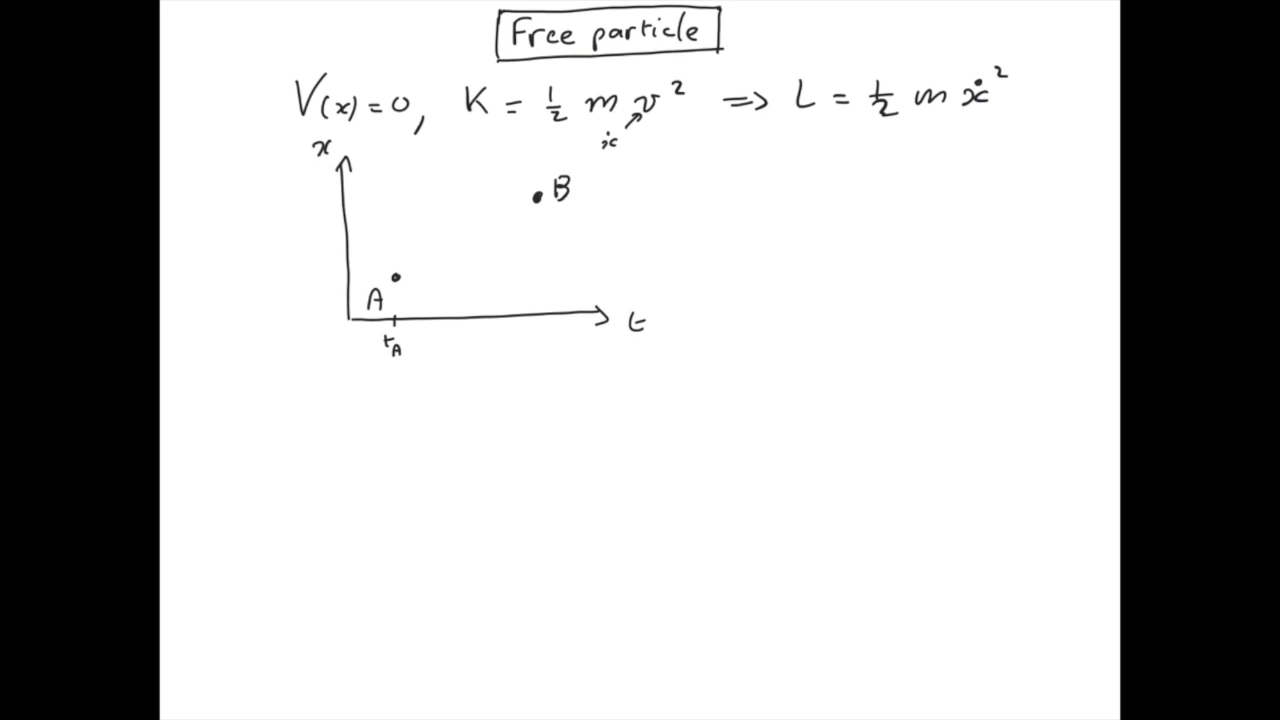 Free particle
V(x) = 0, K = 1/2 m v² ⇒ L = 1/2 m ẋ²
ẋ
x
B
A
t
t_A